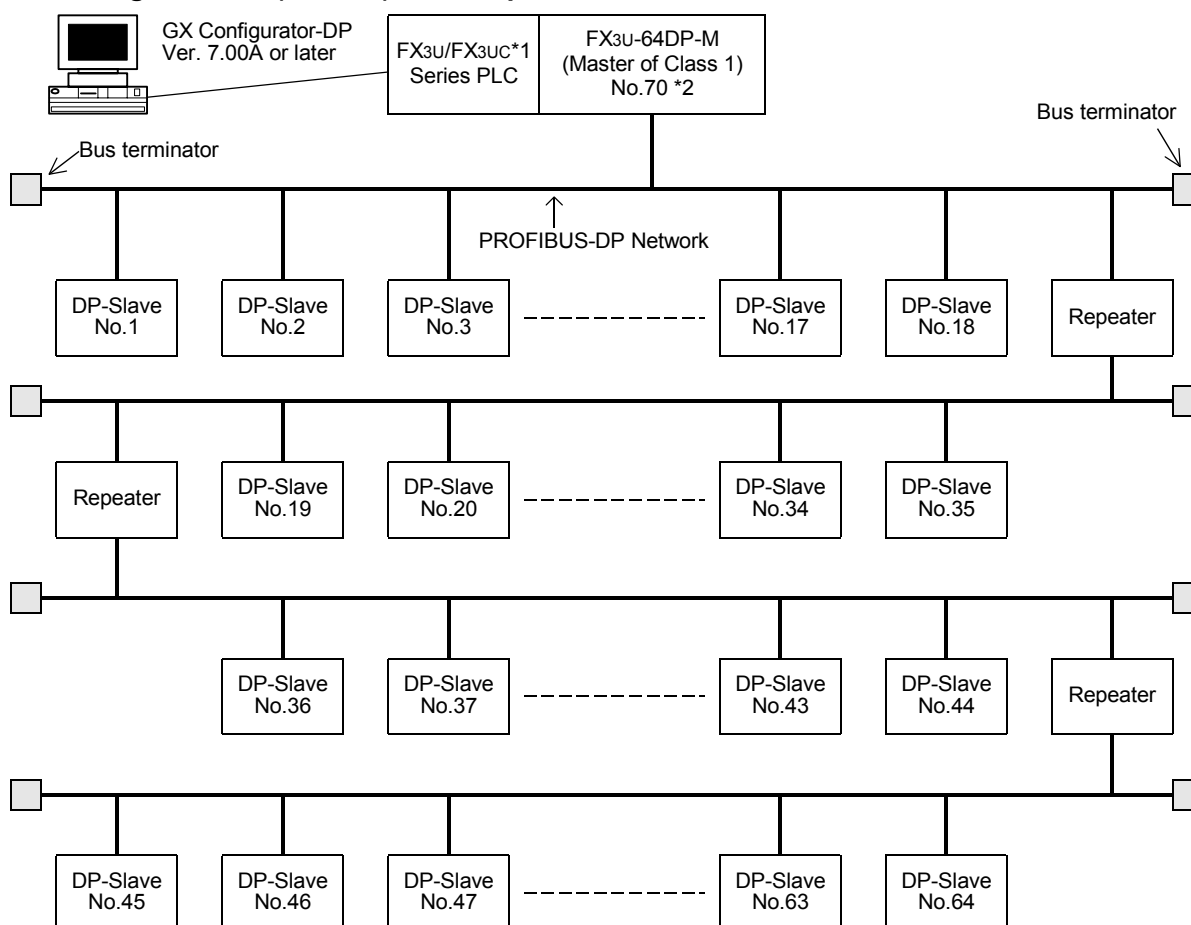 GX Configurator-DP
Ver. 7.00A or later
FX3U/FX3UC*1
Series PLC
FX3U-64DP-M
(Master of Class 1)
No.70 *2
Bus terminator
Bus terminator
PROFIBUS-DP Network
DP-Slave
No.1
DP-Slave
No.2
DP-Slave
No.3
DP-Slave
No.17
DP-Slave
No.18
Repeater
Repeater
DP-Slave
No.19
DP-Slave
No.20
DP-Slave
No.34
DP-Slave
No.35
DP-Slave
No.36
DP-Slave
No.37
DP-Slave
No.43
DP-Slave
No.44
Repeater
DP-Slave
No.45
DP-Slave
No.46
DP-Slave
No.47
DP-Slave
No.63
DP-Slave
No.64